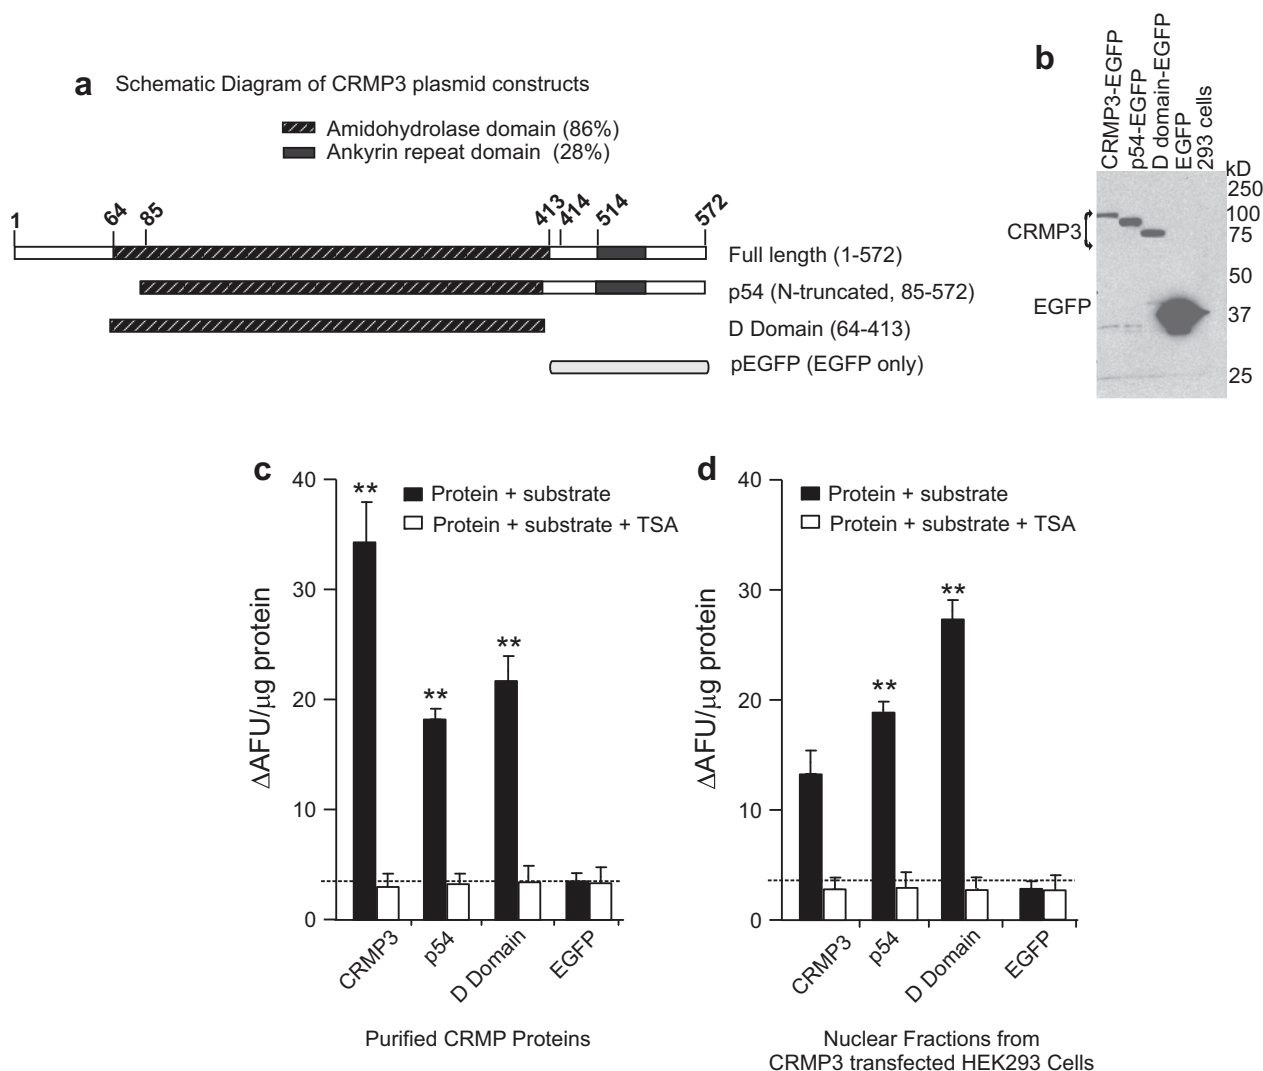 a Schematic Diagram of CRMP3 plasmid constructs
Amidohydrolase domain (86%)
Ankyrin repeat domain (28%)
1 64 85 413 414 514 572
Full length (1-572)
p54 (N-truncated, 85-572)
D Domain (64-413)
pEGFP (EGFP only)
b
CRMP3-EGFP
p54-EGFP
D domain-EGFP
EGFP
293 cells
kD
250
100
75
50
37
25
CRMP3
EGFP
c
40
30
20
10
0
ΔAFU/μg protein
** ** **
Protein + substrate
Protein + substrate + TSA
CRMP3 p54 D Domain EGFP
Purified CRMP Proteins
d
40
30
20
10
0
ΔAFU/μg protein
** **
Protein + substrate
Protein + substrate + TSA
CRMP3 p54 D Domain EGFP
Nuclear Fractions from
CRMP3 transfected HEK293 Cells